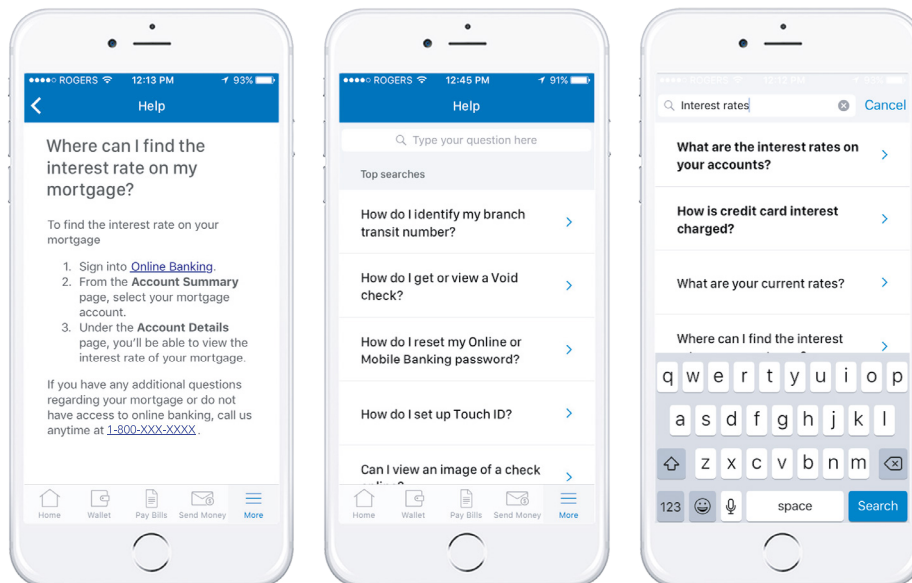 ROGERS 12:13 PM 93%
Help
Where can I find the
interest rate on my
mortgage?
To find the interest rate on your
mortgage
1. Sign into Online Banking.
2. From the Account Summary
page, select your mortgage
account.
3. Under the Account Details
page, you'll be able to view the
interest rate of your mortgage.
If you have any additional questions
regarding your mortgage or do not
have access to online banking, call us
anytime at 1-800-XXX-XXXX.
Home Wallet Pay Bills Send Money More
ROGERS 12:45 PM 91%
Help
Type your question here
Top searches
How do I identify my branch
transit number?
How do I get or view a Void
check?
How do I reset my Online or
Mobile Banking password?
How do I set up Touch ID?
Can I view an image of a check
Home Wallet Pay Bills Send Money More
Interest rates Cancel
What are the interest rates on
your accounts?
How is credit card interest
charged?
What are your current rates?
Where can I find the interest
q w e r t y u i o p
a s d f g h j k l
z x c v b n m
123 space Search